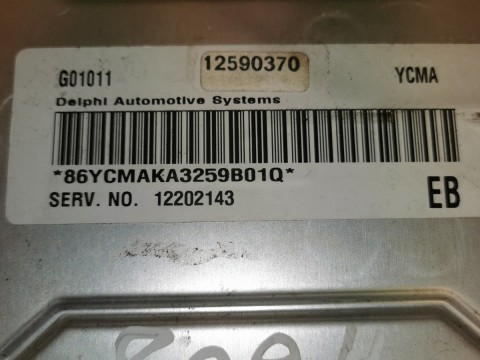 G01011 12590370 YCMA
Delphi Automotive Systems
*86YCMAKA3259B01Q*
SERV. NO. 12202143 EB